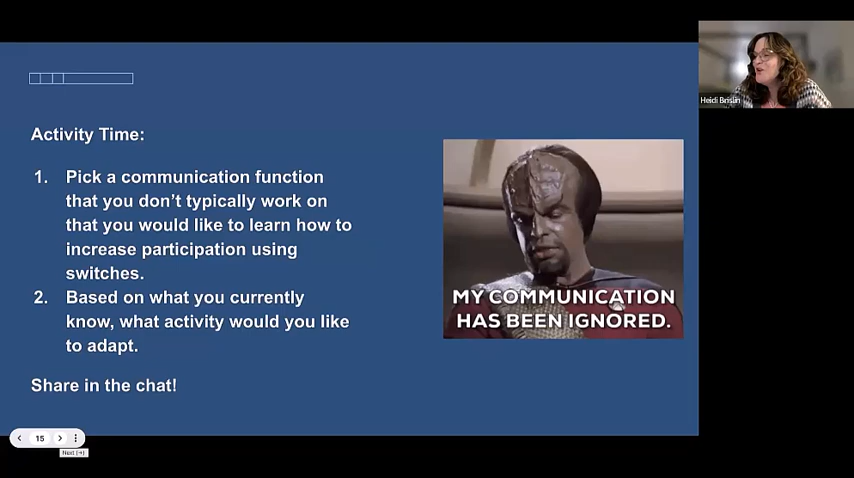 Heidi Brislin
Activity Time:
1. Pick a communication function
that you don't typically work on
that you would like to learn how to
increase participation using
switches.
2. Based on what you currently
know, what activity would you like
to adapt.
Share in the chat!
MY COMMUNICATION
HAS BEEN IGNORED.
15
Next (→)